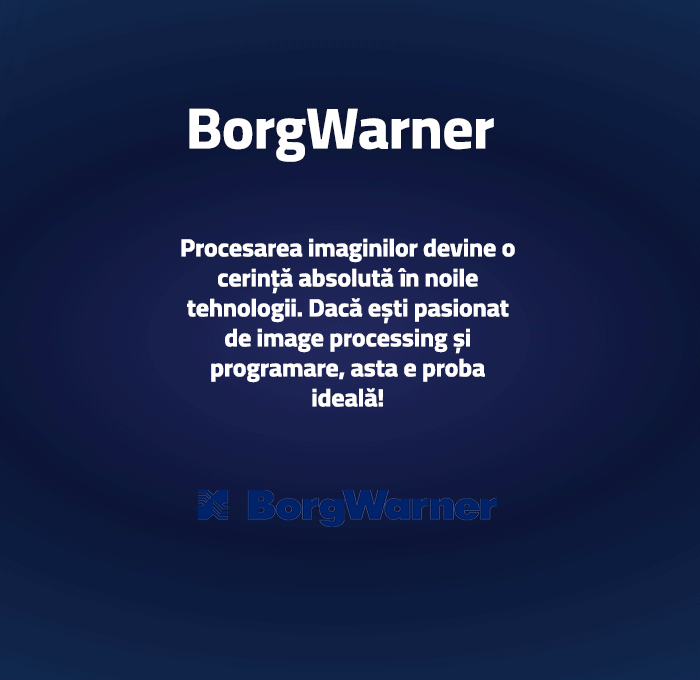 BorgWarner
Procesarea imaginilor devine o
cerință absolută în noile
tehnologii. Dacă ești pasionat
de image processing și
programare, asta e proba
ideală!
BorgWarner